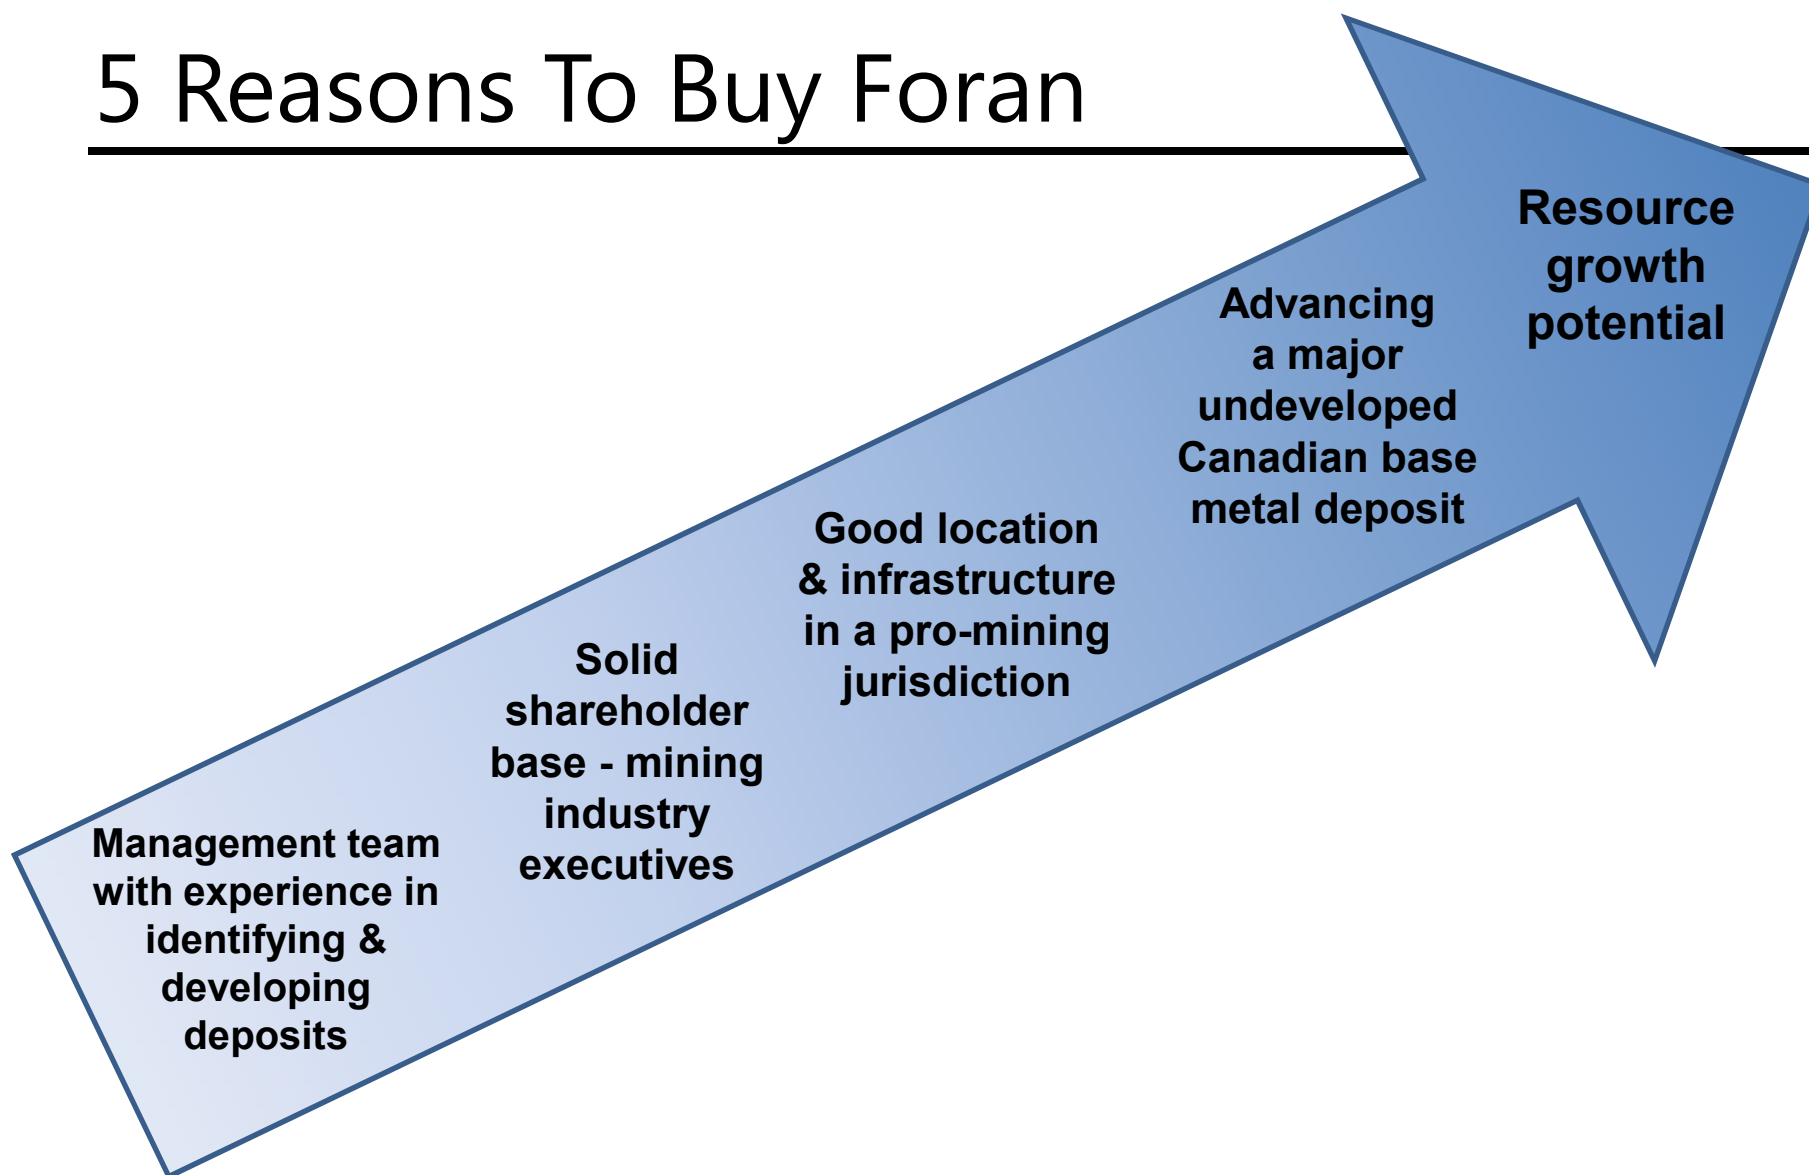 5 Reasons To Buy Foran
Management team
with experience in
identifying &
developing
deposits
Solid
shareholder
base - mining
industry
executives
Good location
& infrastructure
in a pro-mining
jurisdiction
Advancing
a major
undeveloped
Canadian base
metal deposit
Resource
growth
potential